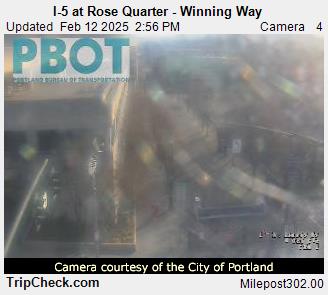 I-5 at Rose Quarter - Winning Way
Updated Feb 12 2025 2:56 PM Camera 4
PBOT
PORTLAND BUREAU OF TRANSPORTATION
Camera courtesy of the City of Portland
TripCheck.com Milepost302.00